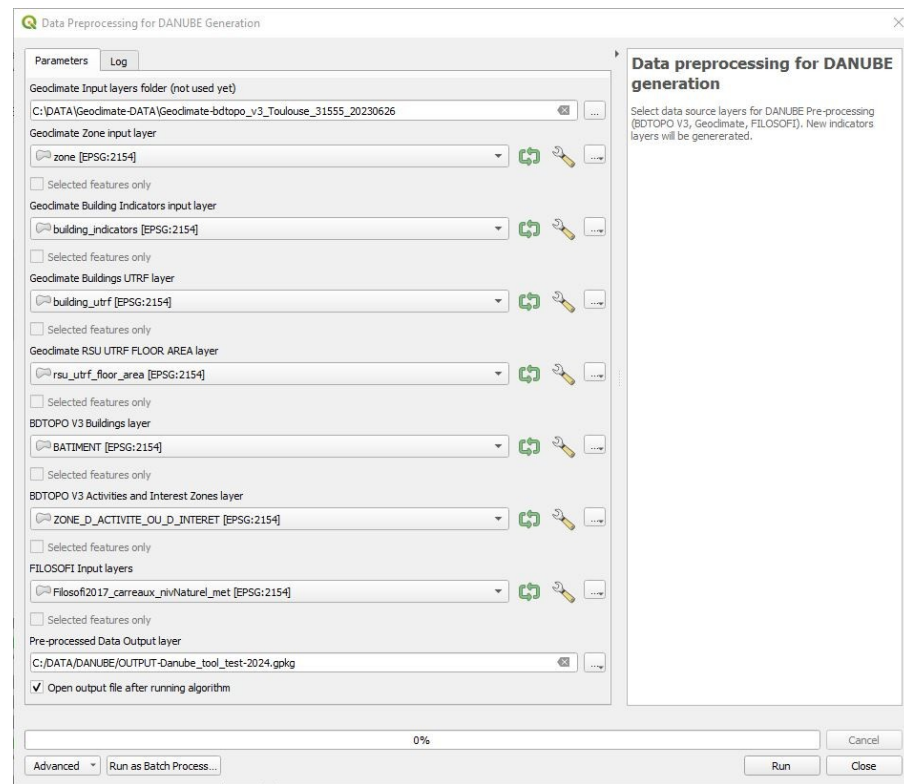 Data Preprocessing for DANUBE Generation
Parameters
Log
Geoclimate Input layers folder (not used yet)
C:\DATA\Geoclimate-DATA\Geoclimate-bdtopo_v3_Toulouse_31555_20230626
...
Geoclimate Zone input layer
zone [EPSG:2154]
...
Selected features only
Geoclimate Building Indicators input layer
building_indicators [EPSG:2154]
...
Selected features only
Geoclimate Buildings UTRF layer
building_utrf [EPSG:2154]
...
Selected features only
Geoclimate RSU UTRF FLOOR AREA layer
rsu_utrf_floor_area [EPSG:2154]
...
Selected features only
BDTOPO V3 Buildings layer
BATIMENT [EPSG:2154]
...
Selected features only
BDTOPO V3 Activities and Interest Zones layer
ZONE_D_ACTIVITE_OU_D_INTERET [EPSG:2154]
...
Selected features only
FILOSOFI Input layers
Filosofi2017_carreaux_nivNaturel_met [EPSG:2154]
...
Selected features only
Pre-processed Data Output layer
C:/DATA/DANUBE/OUTPUT-Danube_tool_test-2024.gpkg
...
Open output file after running algorithm
Data preprocessing for DANUBE
generation
Select data source layers for DANUBE Pre-processing
(BDTOPO V3, Geoclimate, FILOSOFI). New indicators
layers will be genererated.
0%
Cancel
Advanced
Run as Batch Process...
Run
Close